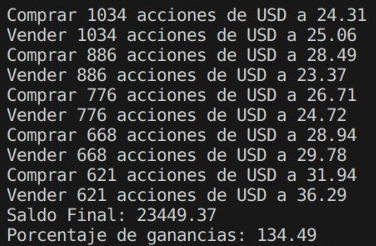 Comprar 1034 acciones de USD a 24.31
Vender 1034 acciones de USD a 25.06
Comprar 886 acciones de USD a 28.49
Vender 886 acciones de USD a 23.37
Comprar 776 acciones de USD a 26.71
Vender 776 acciones de USD a 24.72
Comprar 668 acciones de USD a 28.94
Vender 668 acciones de USD a 29.78
Comprar 621 acciones de USD a 31.94
Vender 621 acciones de USD a 36.29
Saldo Final: 23449.37
Porcentaje de ganancias: 134.49